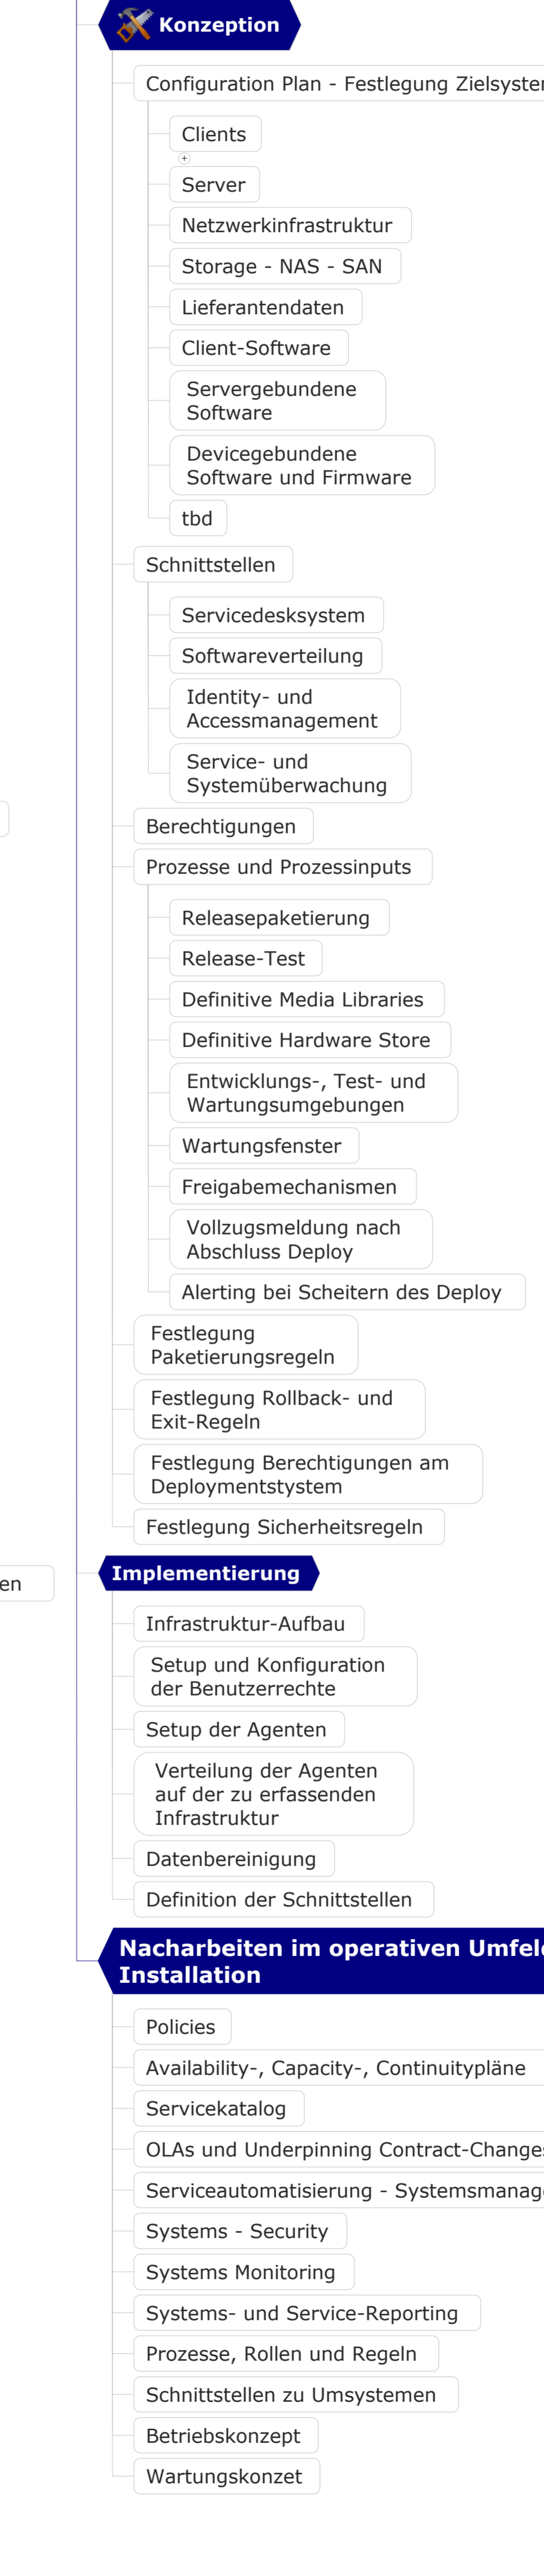 Konzeption
Configuration Plan - Festlegung
Clients
Server
Netzwerkinfrastruktur
Storage - NAS - SAN
Lieferantendaten
Client-Software
Servergebundene
Software
Devicegebundene
Software und Firmware
tbd
Schnittstellen
Servicedesksystem
Softwareverteilung
Identity- und
Accessmanagement
Service- und
Systemüberwachung
Berechtigungen
Prozesse und Prozessinputs
Releasepaketierung
Release-Test
Definitive Media Libraries
Definitive Hardware Store
Entwicklungs-, Test- und
Wartungsumgebungen
Wartungsfenster
Freigabemechanismen
Vollzugsmeldung nach
Abschluss Deploy
Alerting bei Scheitern des Deploy
Festlegung
Paketierungsregeln
Festlegung Rollback- und
Exit-Regeln
Festlegung Berechtigungen am
Deploymentstystem
Festlegung Sicherheitsregeln
en
Implementierung
Infrastruktur-Aufbau
Setup und Konfiguration
der Benutzerrechte
Setup der Agenten
Verteilung der Agenten
auf der zu erfassenden
Infrastruktur
Datenbereinigung
Definition der Schnittstellen
Nacharbeiten im operativen
Installation
Policies
Availability-, Capacity-, Continuitypläne
Servicekatalog
OLAs und Underpinning
Serviceautomatisierung -
Systems - Security
Systems Monitoring
Systems- und Service-Reporting
Prozesse, Rollen und Regeln
Schnittstellen zu Umsystemen
Betriebskonzept
Wartungskonzet